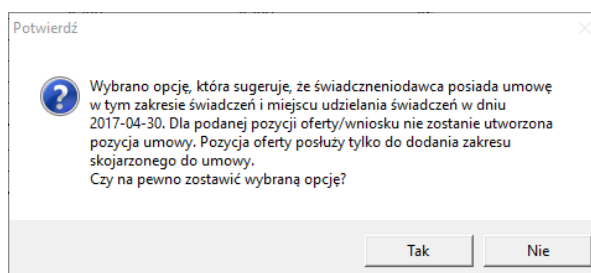 Potwierdź
Wybrano opcję, która sugeruje, że świadczneniodawca posiada umowę
w tym zakresie świadczeń i miejscu udzielania świadczeń w dniu
2017-04-30. Dla podanej pozycji oferty/wniosku nie zostanie utworzona
pozycja umowy. Pozycja oferty posłuży tylko do dodania zakresu
skojarzonego do umowy.
Czy na pewno zostawić wybraną opcję?
Tak
Nie